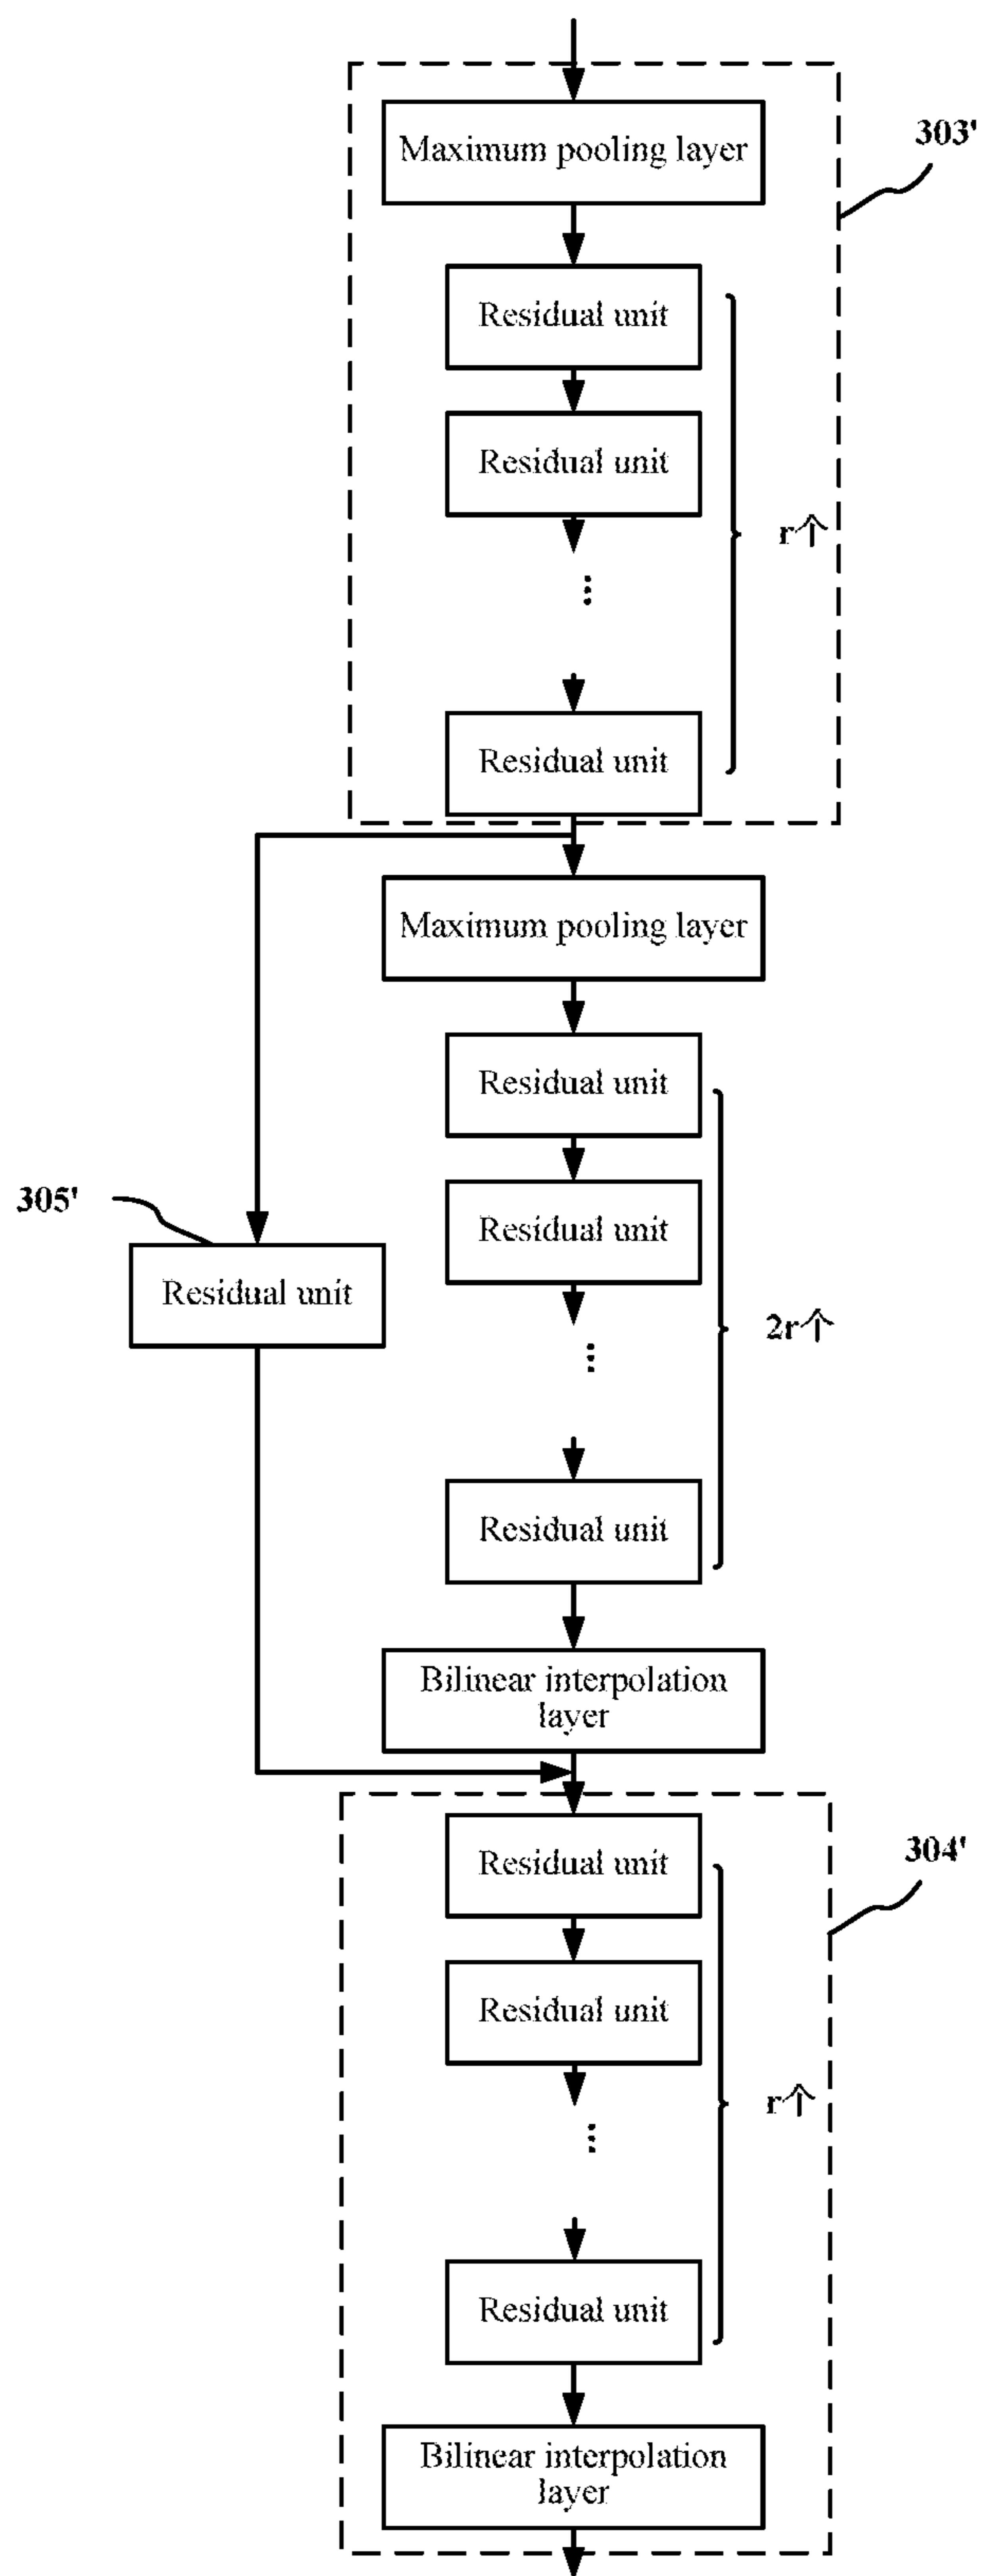 303'
Maximum pooling layer
Residual unit
Residual unit
r个
...
Residual unit
Maximum pooling layer
Residual unit
305'
Residual unit
Residual unit
2r个
...
Residual unit
Bilinear interpolation
layer
304'
Residual unit
Residual unit
r个
...
Residual unit
Bilinear interpolation
layer